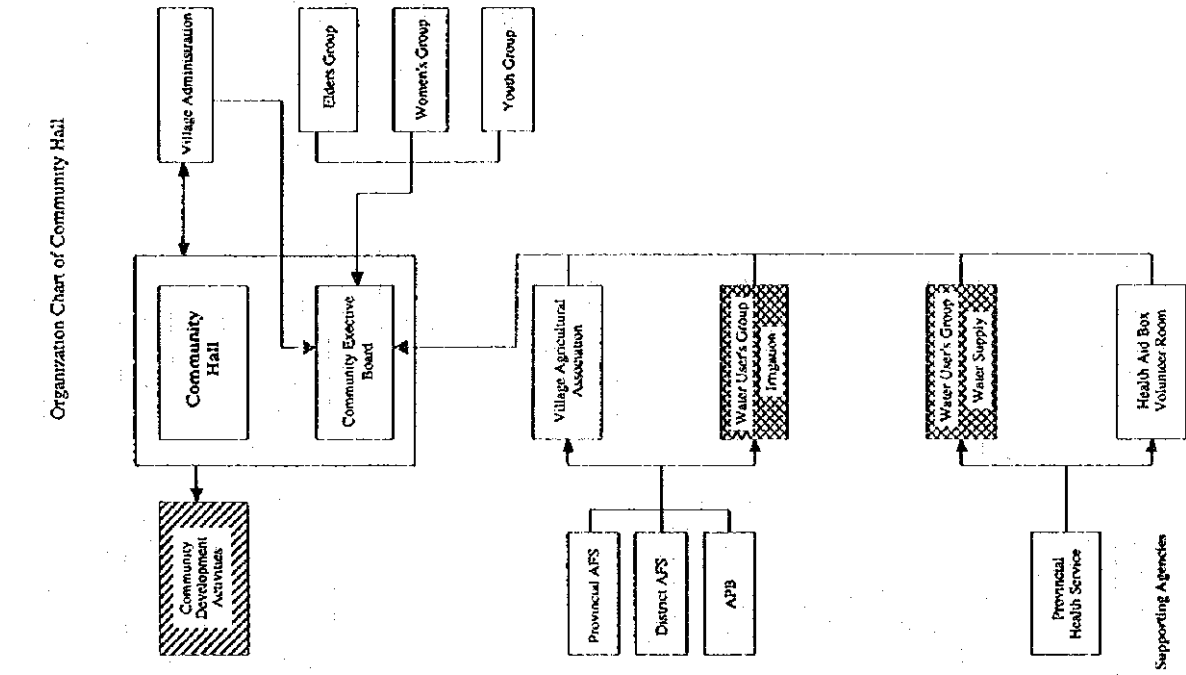 Organization Chart of Community Hall
Village Administration
Elders Group
Women's Group
Youth Group
Community
Hall
Community Exective
Board
Community
Development
Activities
Village Agricultural
Association
Water User's Group
Irrigation
Water User's Group
Water Supply
Health Aid Box
Volunteer Room
Provincial AFS
District AFS
APB
Provincial
Health Service
Supporting Agencies